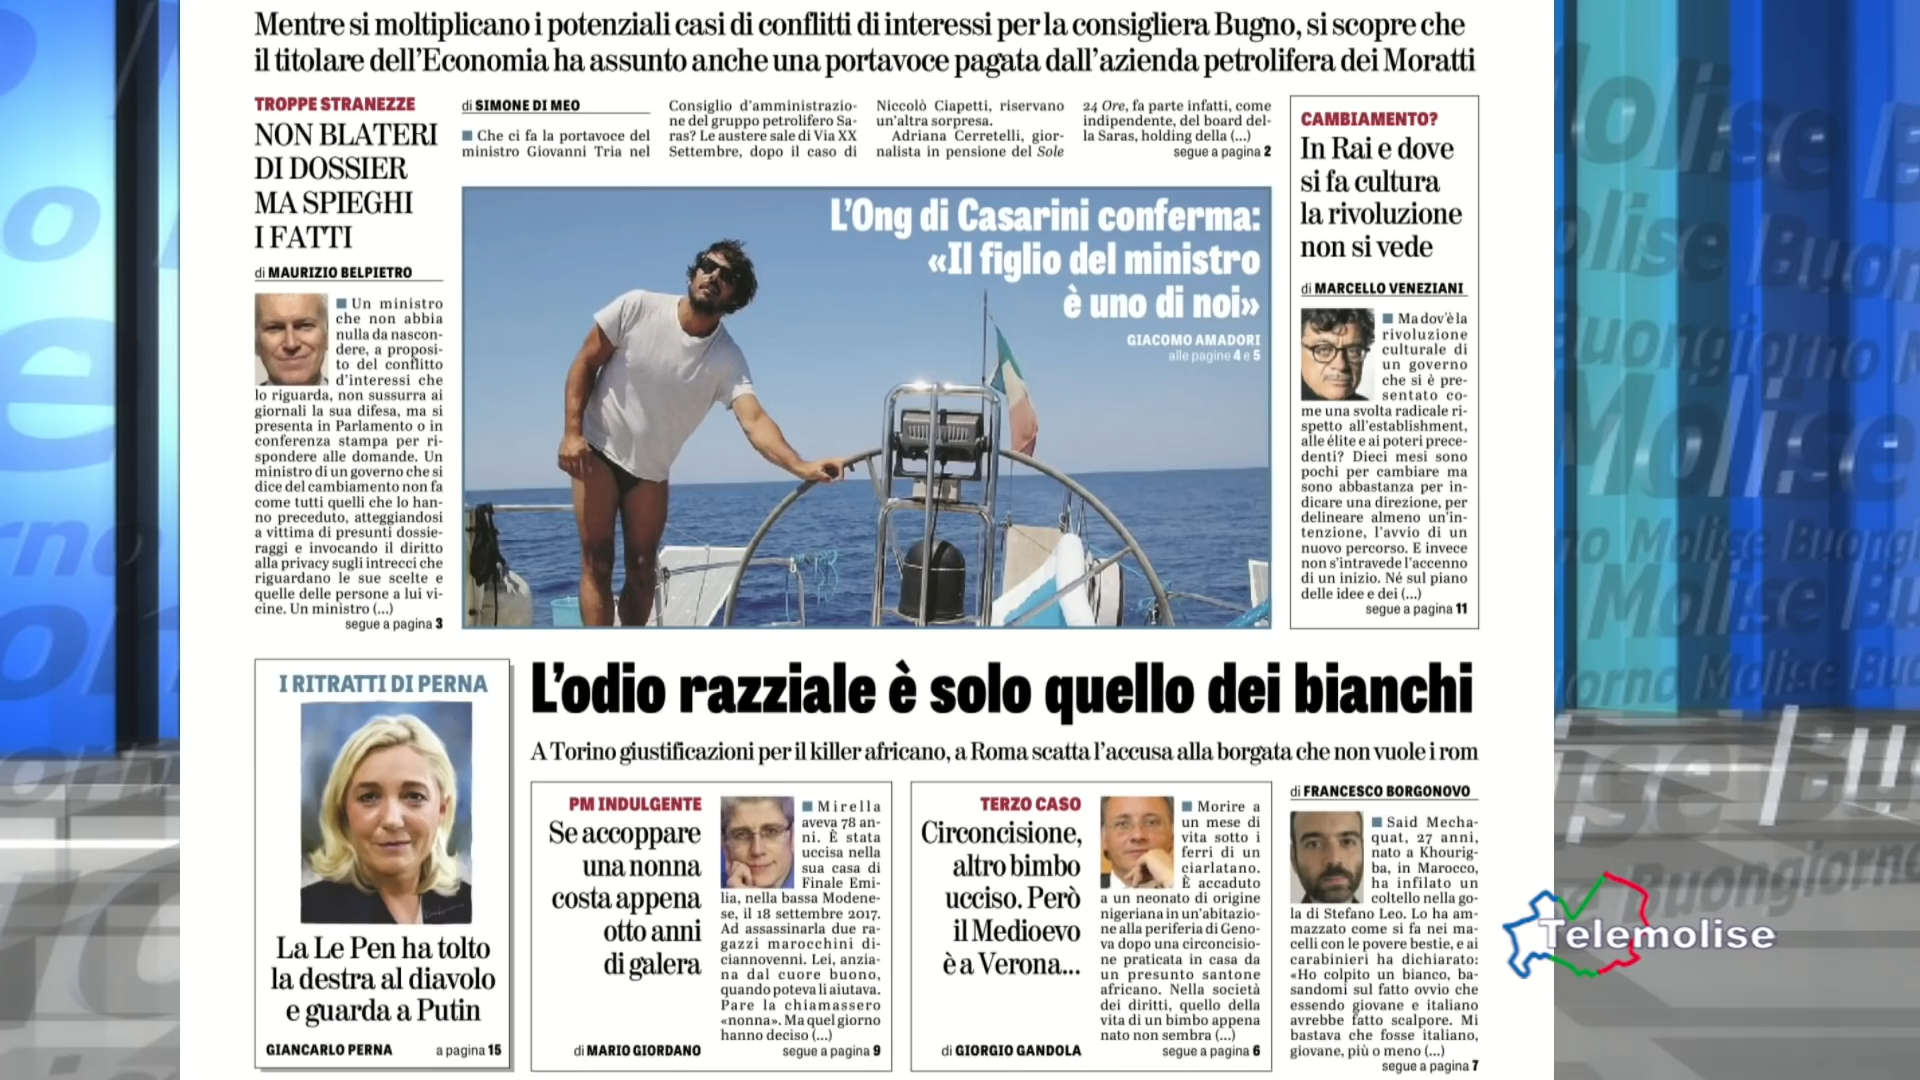 Mentre si moltiplicano i potenziali casi di conflitti di interessi per la consigliera Bugno, si scopre che
il titolare dell'Economia ha assunto anche una portavoce pagata dall'azienda petrolifera dei Moratti
TROPPE STRANEZZE
NON BLATERI
DI DOSSIER
MA SPIEGHI
I FATTI
di MAURIZIO BELPIETRO
■ Un ministro
che non abbia
nulla da nascon-
dere, a proposi-
to del conflitto
d'interessi che
lo riguarda, non sussurra ai
giornali la sua difesa, ma si
presenta in Parlamento o in
conferenza stampa per ri-
spondere alle domande. Un
ministro di un governo che si
dice del cambiamento non fa
come tutti quelli che lo han-
no preceduto, atteggiandosi
a vittima di presunti dossie-
raggi e invocando il diritto
alla privacy sugli intrecci che
riguardano le sue scelte e
quelle delle persone a lui vi-
cine. Un ministro (...)
segue a pagina 3
di SIMONE DI MEO
■ Che ci fa la portavoce del
ministro Giovanni Tria nel
Consiglio d'amministrazio-
ne del gruppo petrolifero Sa-
ras? Le austere sale di Via XX
Settembre, dopo il caso di
Niccolò Ciapetti, riservano
un'altra sorpresa.
Adriana Cerretelli, gior-
nalista in pensione del Sole
24 Ore, fa parte infatti, come
indipendente, del board del-
la Saras, holding della (...)
segue a pagina 2
L'Ong di Casarini conferma:
«Il figlio del ministro
è uno di noi»
GIACOMO AMADORI
alle pagine 4 e 5
CAMBIAMENTO?
In Rai e dove
si fa cultura
la rivoluzione
non si vede
di MARCELLO VENEZIANI
■ Ma dov'è la
rivoluzione
culturale di
un governo
che si è pre-
sentato co-
me una svolta radicale ri-
spetto all'establishment,
alle élite e ai poteri prece-
denti? Dieci mesi sono
pochi per cambiare ma
sono abbastanza per in-
dicare una direzione, per
delineare almeno un'in-
tenzione, l'avvio di un
nuovo percorso. E invece
non s'intravede l'accenno
di un inizio. Né sul piano
delle idee e dei (...)
segue a pagina 11
I RITRATTI DI PERNA
La Le Pen ha tolto
la destra al diavolo
e guarda a Putin
GIANCARLO PERNA a pagina 15
L'odio razziale è solo quello dei bianchi
A Torino giustificazioni per il killer africano, a Roma scatta l'accusa alla borgata che non vuole i rom
PM INDULGENTE
Se accoppare
una nonna
costa appena
otto anni
di galera
di MARIO GIORDANO
■ Mirella
aveva 78 an-
ni. È stata
uccisa nella
sua casa di
Finale Emi-
lia, nella bassa Modene-
se, il 18 settembre 2017.
Ad assassinarla due ra-
gazzi marocchini di-
ciannovenni. Lei, anzia-
na dal cuore buono,
quando poteva li aiutava.
Pare la chiamassero
«nonna». Ma quel giorno
hanno deciso (...)
segue a pagina 9
TERZO CASO
Circoncisione,
altro bimbo
ucciso. Però
il Medioevo
è a Verona...
di GIORGIO GANDOLA
■ Morire a
un mese di
vita sotto i
ferri di un
ciarlatano.
È accaduto
a un neonato di origine
nigeriana in un'abitazio-
ne alla periferia di Geno-
va dopo una circoncisio-
ne praticata in casa da
un presunto santone
africano. Nella società
dei diritti, quello della
vita di un bimbo appena
nato non sembra (...)
segue a pagina 6
di FRANCESCO BORGONOVO
■ Said Mecha-
quat, 27 anni,
nato a Khourig-
ba, in Marocco,
ha infilato un
coltello nella go-
la di Stefano Leo. Lo ha am-
mazzato come si fa nei ma-
celli con le povere bestie, e ai
carabinieri ha dichiarato:
«Ho colpito un bianco, ba-
sandomi sul fatto ovvio che
essendo giovane e italiano
avrebbe fatto scalpore. Mi
bastava che fosse italiano,
giovane, più o meno (...)
segue a pagina 7
Telemolise